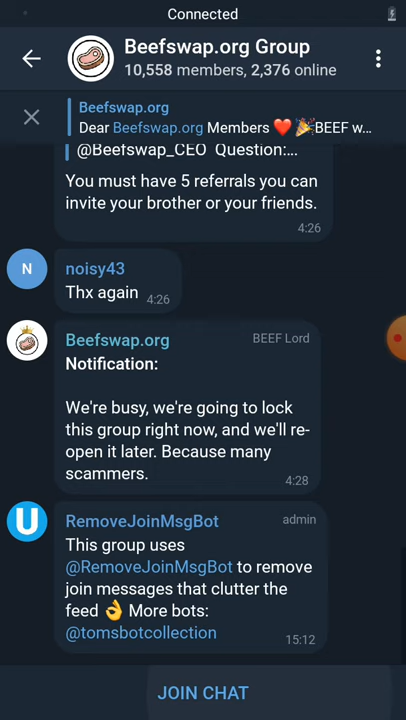 Connected
Beefswap.org Group
10,558 members, 2,376 online
Beefswap.org
Dear Beefswap.org Members ❤️ 🎉BEEF w...
@Beefswap_CEO Question:...
You must have 5 referrals you can
invite your brother or your friends.
4:26
N
noisy43
Thx again
4:26
Beefswap.org
BEEF Lord
Notification:
We're busy, we're going to lock
this group right now, and we'll re-
open it later. Because many
scammers.
4:28
U
RemoveJoinMsgBot
admin
This group uses
@RemoveJoinMsgBot to remove
join messages that clutter the
feed 👌 More bots:
@tomsbotcollection
15:12
JOIN CHAT